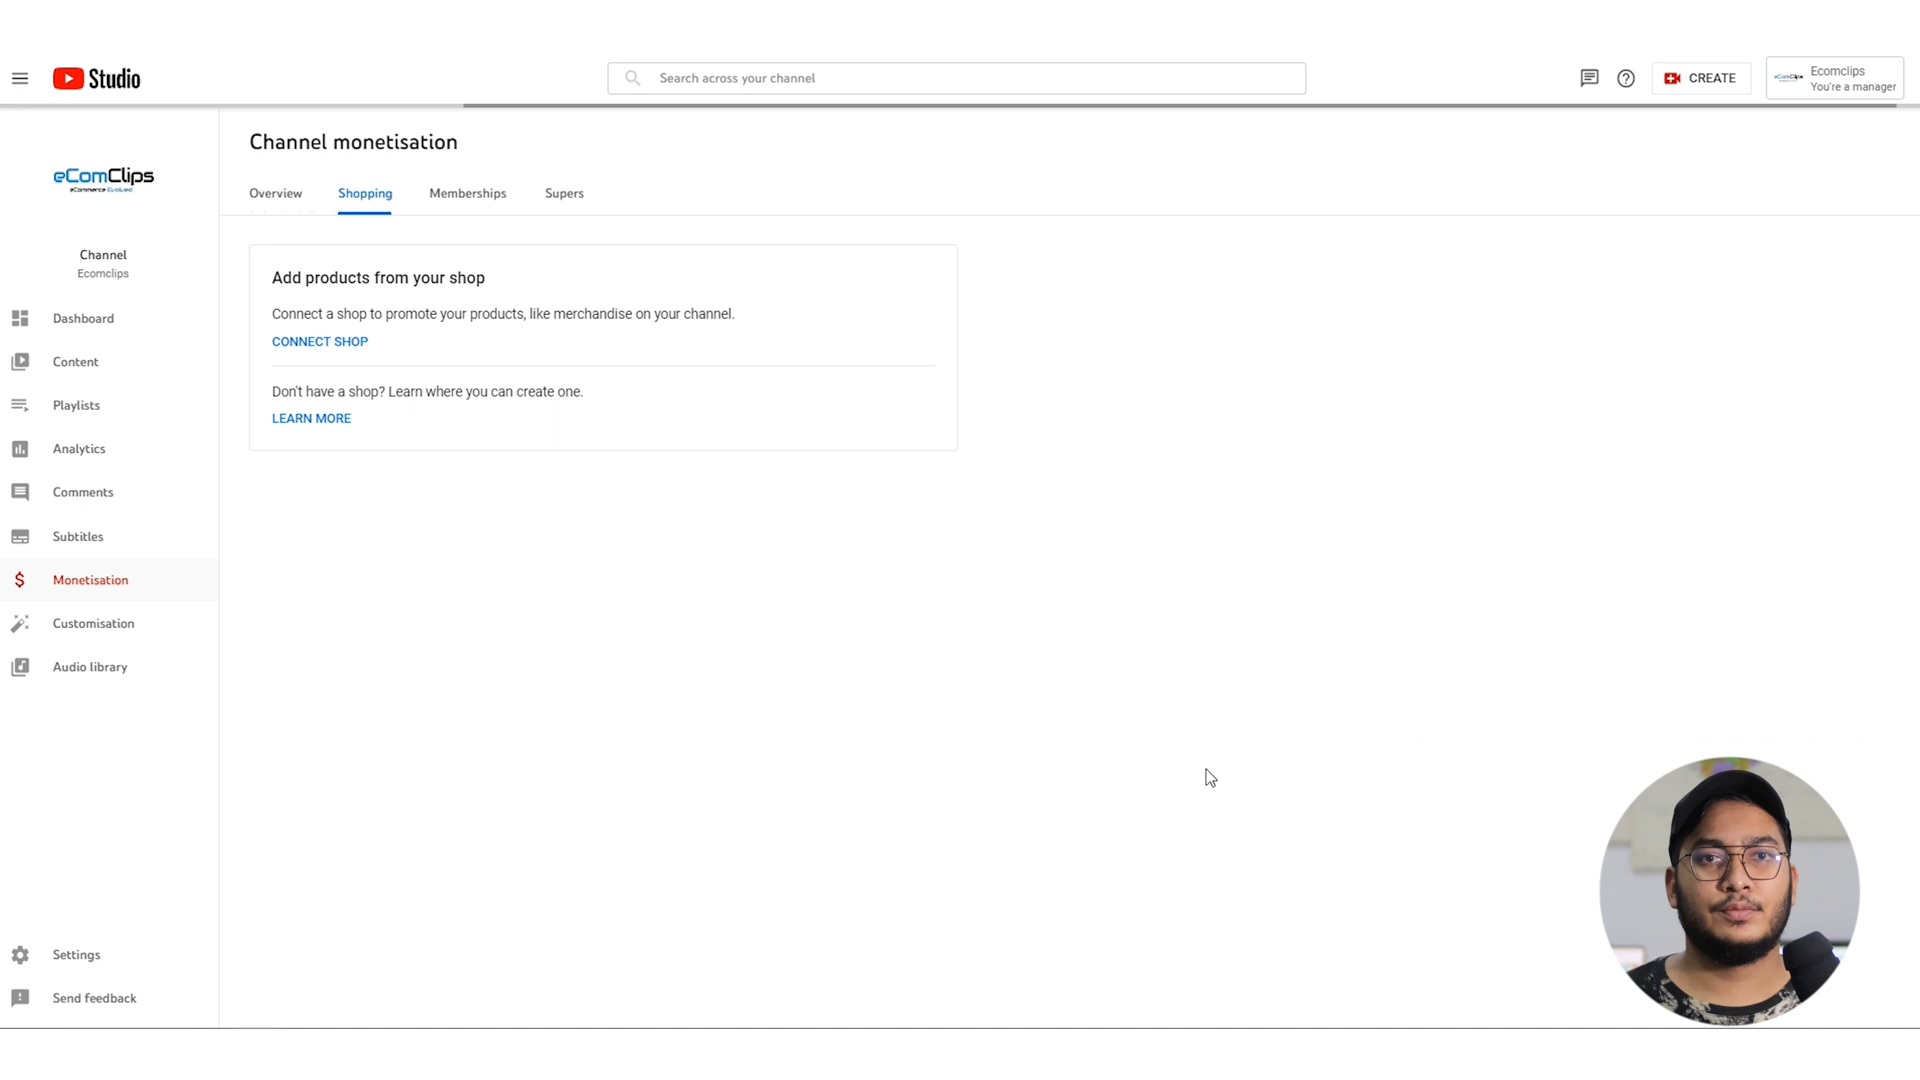 Studio
Search across your channel
CREATE
Ecomclips
You're a manager
eComClips
eCommerce Evolved
Channel
Ecomclips
Dashboard
Content
Playlists
Analytics
Comments
Subtitles
Monetisation
Customisation
Audio library
Settings
Send feedback
Channel monetisation
Overview
Shopping
Memberships
Supers
Add products from your shop
Connect a shop to promote your products, like merchandise on your channel.
CONNECT SHOP
Don't have a shop? Learn where you can create one.
LEARN MORE